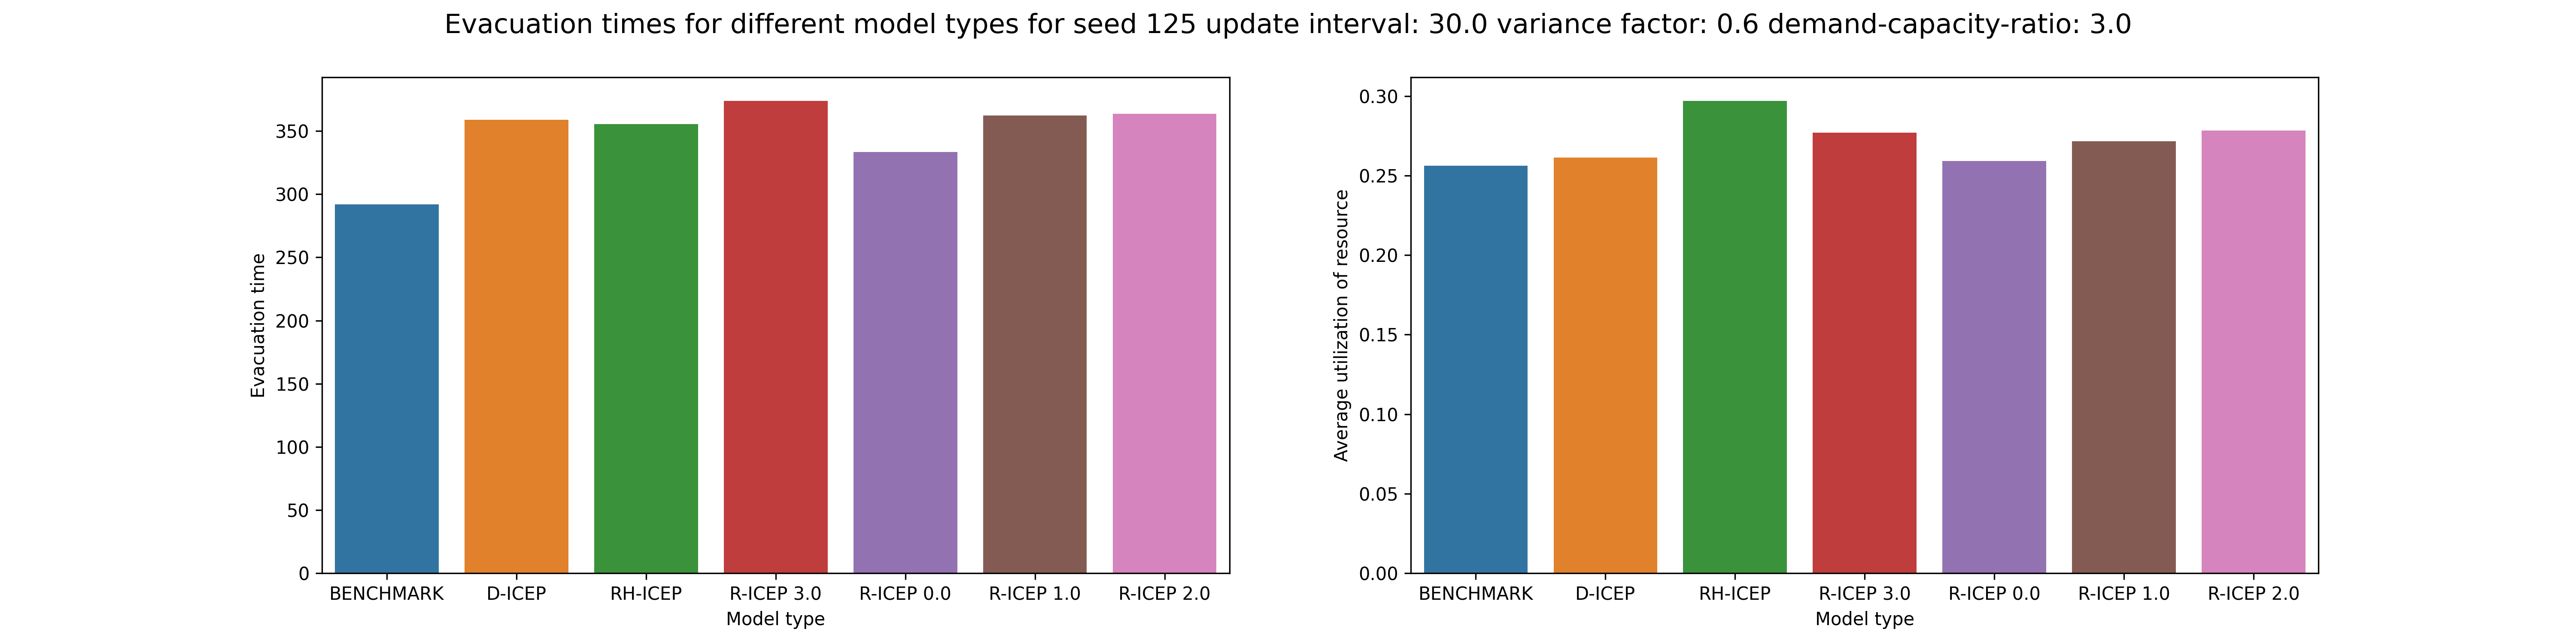 Evacuation times for different model types for seed 125 update interval: 30.0 variance factor: 0.6 demand-capacity-ratio: 3.0
Evacuation time
350
300
250
200
150
100
50
0
BENCHMARK D-ICEP RH-ICEP R-ICEP 3.0 R-ICEP 0.0 R-ICEP 1.0 R-ICEP 2.0
Model type
Average utilization of resource
0.30
0.25
0.20
0.15
0.10
0.05
0.00
BENCHMARK D-ICEP RH-ICEP R-ICEP 3.0 R-ICEP 0.0 R-ICEP 1.0 R-ICEP 2.0
Model type